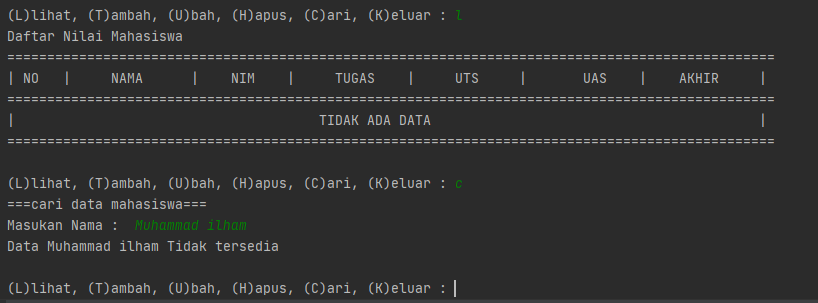 (L)lihat, (T)ambah, (U)bah, (H)apus, (C)ari, (K)eluar : l
Daftar Nilai Mahasiswa
================================================================================================
| NO   |     NAMA      |    NIM    |     TUGAS    |     UTS     |       UAS    |    AKHIR     |
================================================================================================
|                                      TIDAK ADA DATA                                         |
================================================================================================
(L)lihat, (T)ambah, (U)bah, (H)apus, (C)ari, (K)eluar : c
===cari data mahasiswa===
Masukan Nama :  Muhammad ilham
Data Muhammad ilham Tidak tersedia
(L)lihat, (T)ambah, (U)bah, (H)apus, (C)ari, (K)eluar :